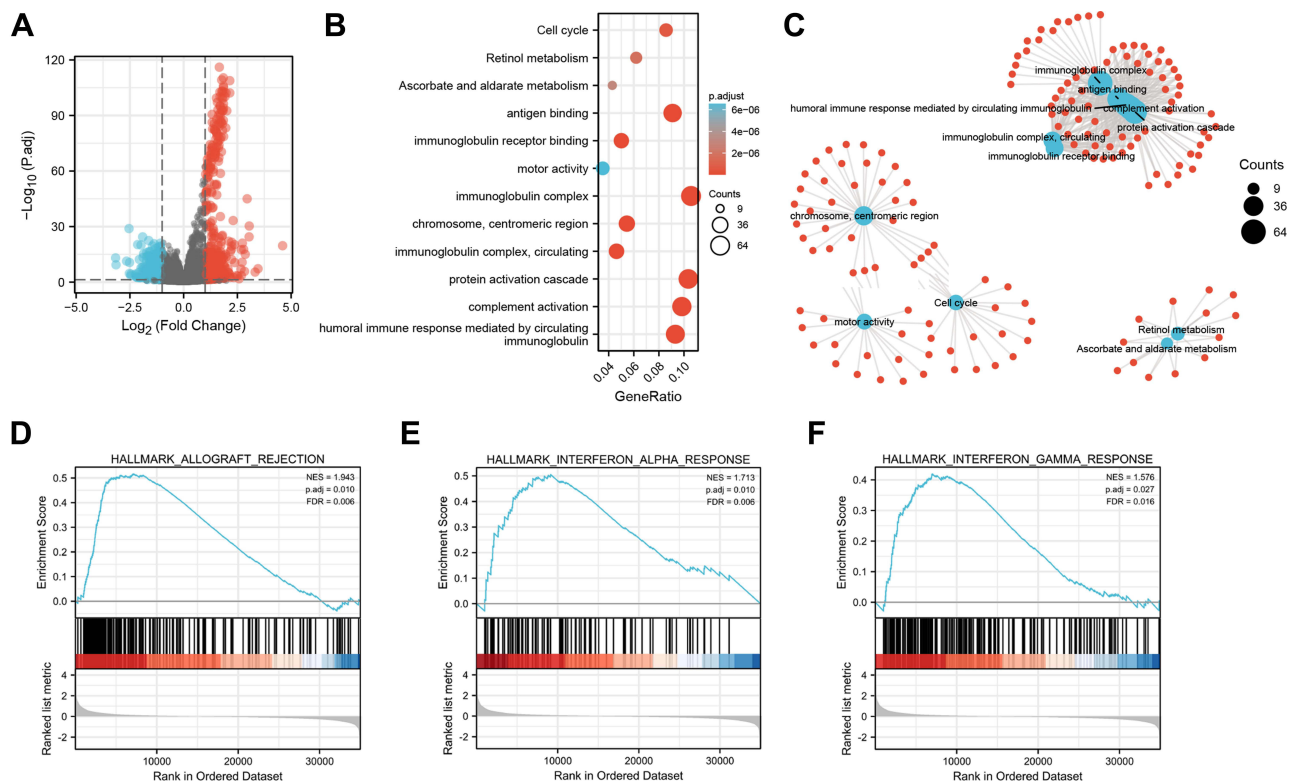 A
120
90
60
30
0
−5.0
−2.5
0.0
2.5
5.0
−Log10 (P.adj)
Log2 (Fold Change)
B
Cell cycle
Retinol metabolism
Ascorbate and aldarate metabolism
antigen binding
immunoglobulin receptor binding
motor activity
immunoglobulin complex
chromosome, centromeric region
immunoglobulin complex, circulating
protein activation cascade
complement activation
humoral immune response mediated by circulating
immunoglobulin
0.04
0.06
0.08
0.10
GeneRatio
p.adjust
6e−06
4e−06
2e−06
Counts
9
36
64
C
immunoglobulin complex
antigen binding
humoral immune response mediated by circulating immunoglobulin
complement activation
protein activation cascade
immunoglobulin complex, circulating
immunoglobulin receptor binding
chromosome, centromeric region
Cell cycle
motor activity
Retinol metabolism
Ascorbate and aldarate metabolism
Counts
9
36
64
D
HALLMARK_ALLOGRAFT_REJECTION
NES = 1.943
p.adj = 0.010
FDR = 0.006
0.5
0.4
0.3
0.2
0.1
0.0
Enrichment Score
4
2
0
-2
Ranked list metric
10000
20000
30000
Rank in Ordered Dataset
E
HALLMARK_INTERFERON_ALPHA_RESPONSE
NES = 1.713
p.adj = 0.010
FDR = 0.006
0.5
0.4
0.3
0.2
0.1
0.0
Enrichment Score
4
2
0
-2
Ranked list metric
10000
20000
30000
Rank in Ordered Dataset
F
HALLMARK_INTERFERON_GAMMA_RESPONSE
NES = 1.576
p.adj = 0.027
FDR = 0.016
0.4
0.3
0.2
0.1
0.0
Enrichment Score
4
2
0
-2
Ranked list metric
10000
20000
30000
Rank in Ordered Dataset